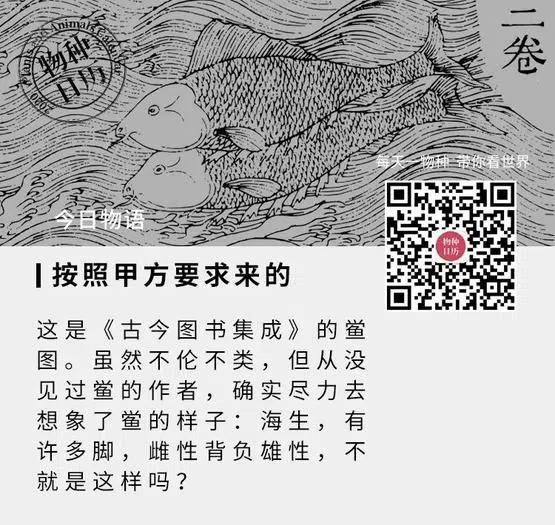 二卷
物种
日历
每天一物种 带你看世界
今日物语
物种
日历
按照甲方要求来的
这是《古今图书集成》的鲎
图。虽然不伦不类，但从没
见过鲎的作者，确实尽力去
想象了鲎的样子：海生，有
许多脚，雌性背负雄性，不
就是这样吗？